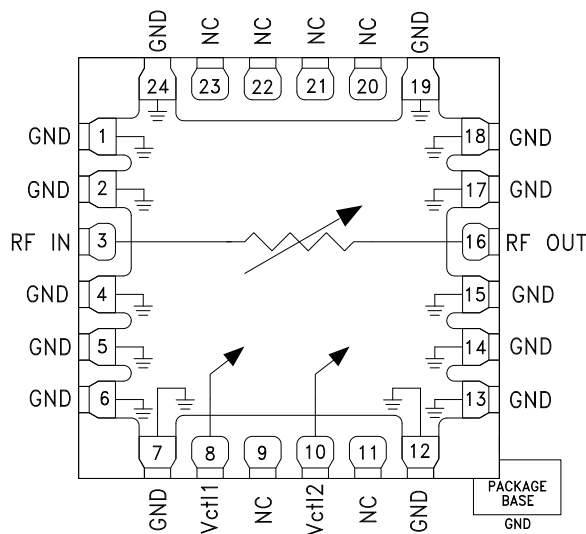 GND NC NC NC NC GND
24 23 22 21 20 19
GND 1 18 GND
GND 2 17 GND
RF IN 3 16 RF OUT
GND 4 15 GND
GND 5 14 GND
GND 6 13 GND
7 8 9 10 11 12
GND Vctl1 NC Vctl2 NC GND
PACKAGE
BASE
GND